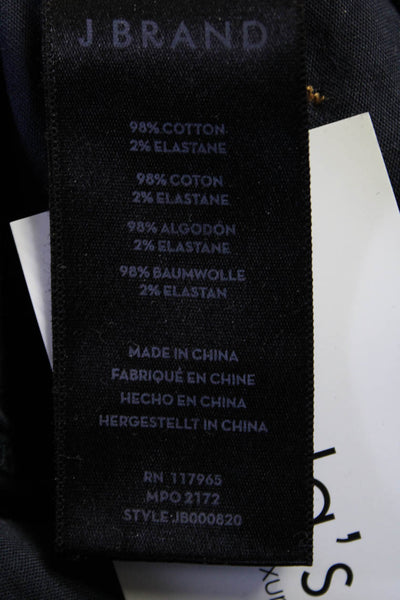 J BRAND
98% COTTON
2% ELASTANE
98% COTON
2% ELASTANE
98% ALGODÓN
2% ELASTANE
98% BAUMWOLLE
2% ELASTAN
MADE IN CHINA
FABRIQUÉ EN CHINE
HECHO EN CHINA
HERGESTELLT IN CHINA
RN 117965
MPO 2172
STYLE JB000820